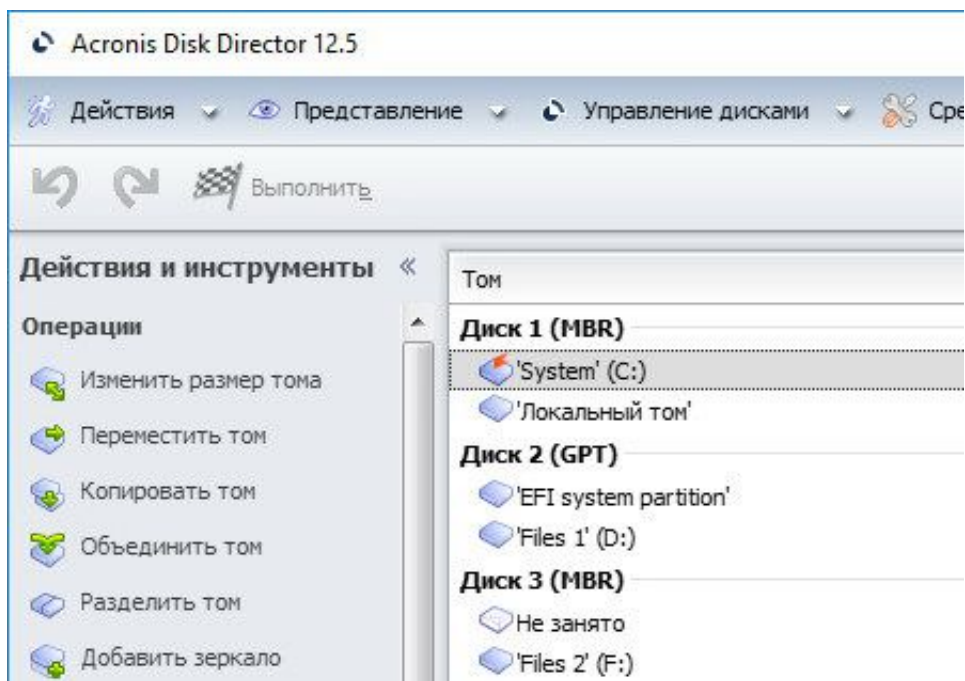 Acronis Disk Director 12.5
Действия Представление Управление дисками
Выполнить
Действия и инструменты «
Операции
Изменить размер тома
Переместить том
Копировать том
Объединить том
Разделить том
Добавить зеркало
Том
Диск 1 (MBR)
'System' (C:)
'Локальный том'
Диск 2 (GPT)
'EFI system partition'
'Files 1' (D:)
Диск 3 (MBR)
Не занято
'Files 2' (F:)